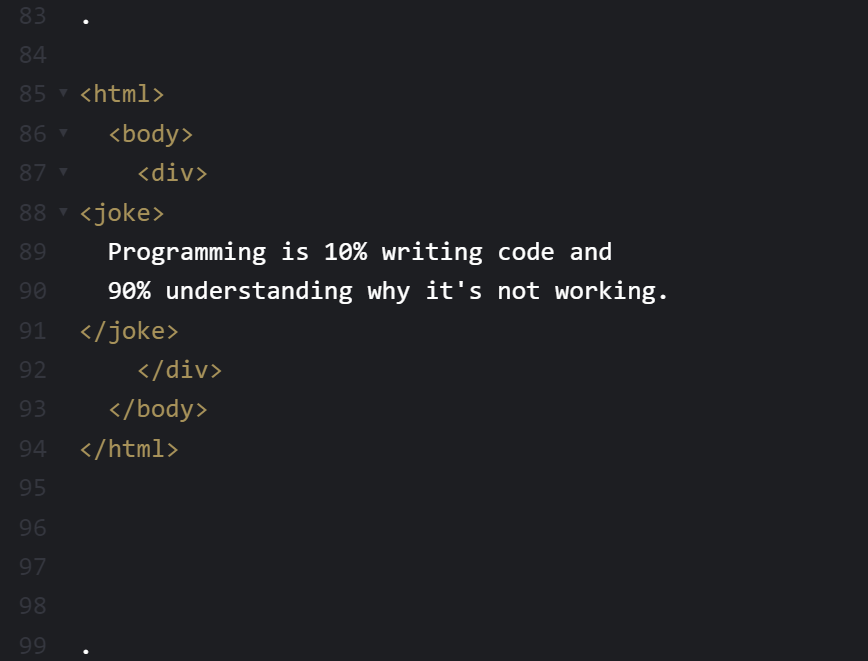 83 .
84
85 <html>
86 <body>
87 <div>
88 <joke>
89 Programming is 10% writing code and
90 90% understanding why it's not working.
91 </joke>
92 </div>
93 </body>
94 </html>
95
96
97
98
99 .